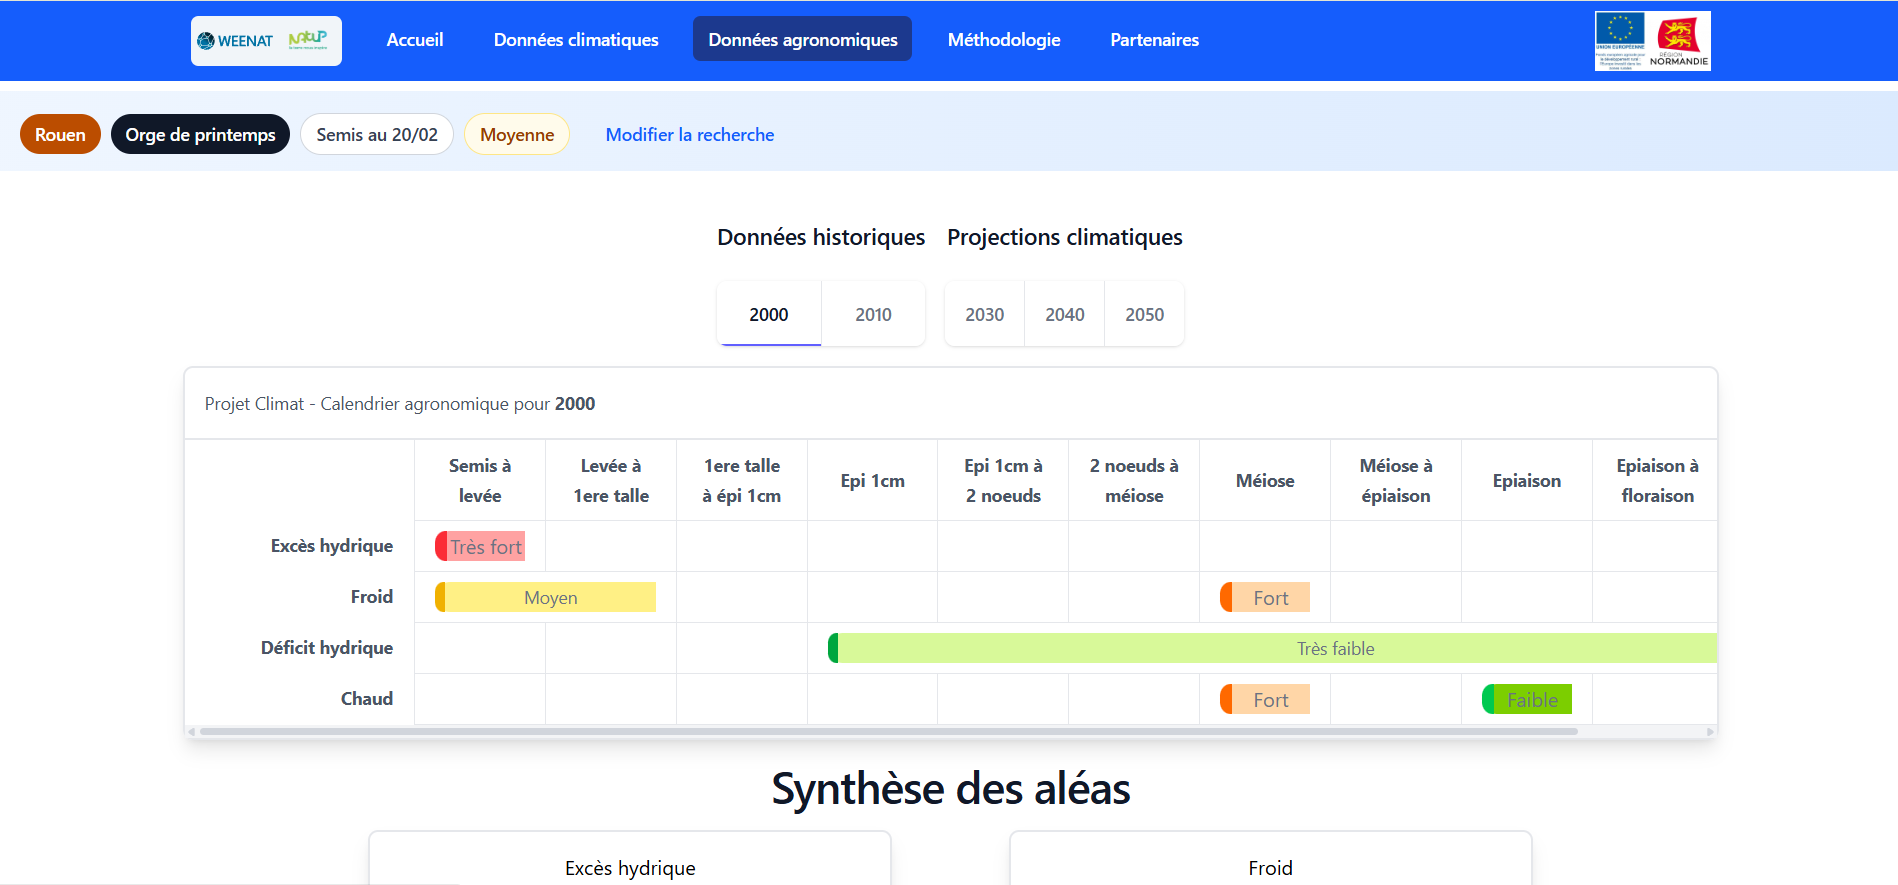 WEENAT
NatUP
Accueil
Données climatiques
Données agronomiques
Méthodologie
Partenaires
UNION EUROPÉENNE
RÉGION
NORMANDIE
Rouen
Orge de printemps
Semis au 20/02
Moyenne
Modifier la recherche
Données historiques
Projections climatiques
2000
2010
2030
2040
2050
Projet Climat - Calendrier agronomique pour 2000
Semis à
levée
Levée à
1ere talle
1ere talle
à épi 1cm
Epi 1cm
Epi 1cm à
2 noeuds
2 noeuds à
méiose
Méiose
Méiose à
épiaison
Epiaison
Epiaison à
floraison
Excès hydrique
Très fort
Froid
Moyen
Fort
Déficit hydrique
Très faible
Chaud
Fort
Faible
Synthèse des aléas
Excès hydrique
Froid